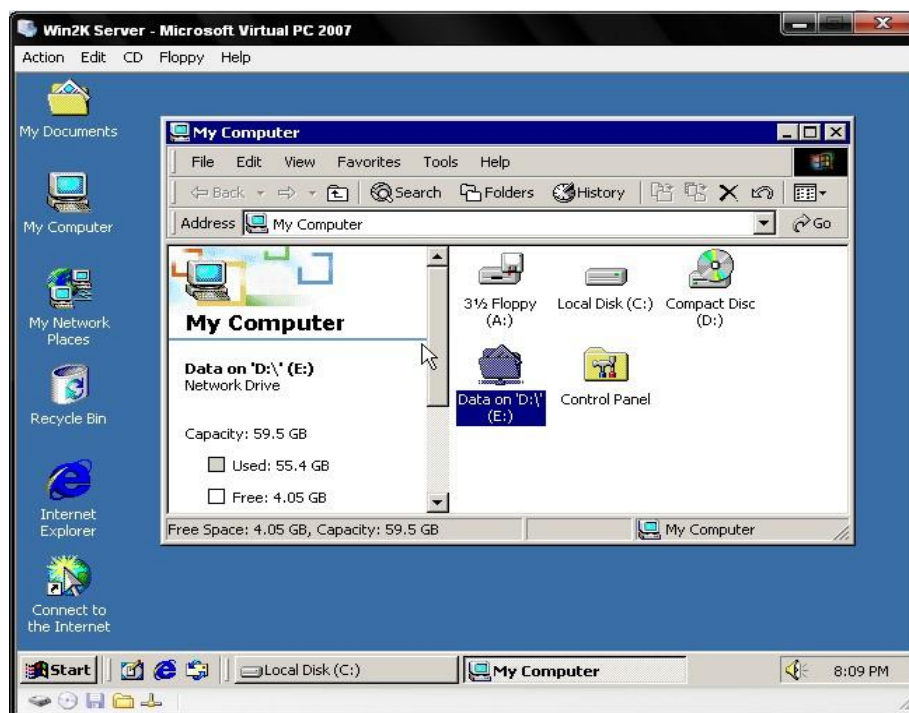 Win2K Server - Microsoft Virtual PC 2007
Action Edit CD Floppy Help
My Documents
My Computer
My Network
Places
Recycle Bin
Internet
Explorer
Connect to
the Internet
My Computer
File Edit View Favorites Tools Help
Back Search Folders History
Address My Computer Go
My Computer
Data on 'D:\' (E:)
Network Drive
Capacity: 59.5 GB
Used: 55.4 GB
Free: 4.05 GB
3½ Floppy
(A:)
Local Disk (C:)
Compact Disc
(D:)
Data on 'D:\'
(E:)
Control Panel
Free Space: 4.05 GB, Capacity: 59.5 GB My Computer
Start Local Disk (C:) My Computer 8:09 PM